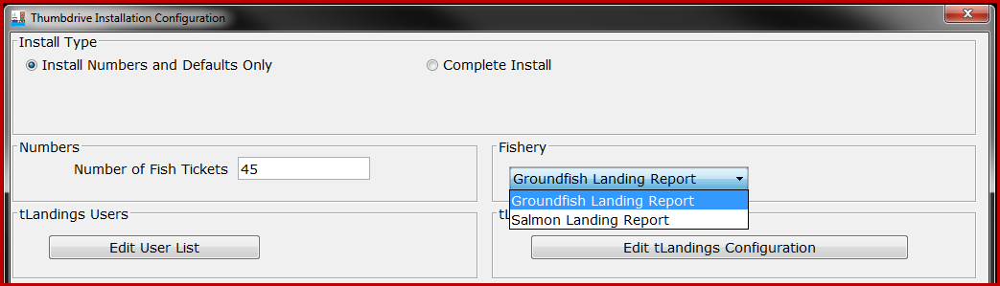 Thumbdrive Installation Configuration
Install Type
Install Numbers and Defaults Only
Complete Install
Numbers
Number of Fish Tickets 45
Fishery
Groundfish Landing Report
Groundfish Landing Report
Salmon Landing Report
tLandings Users
Edit User List
tL
Edit tLandings Configuration